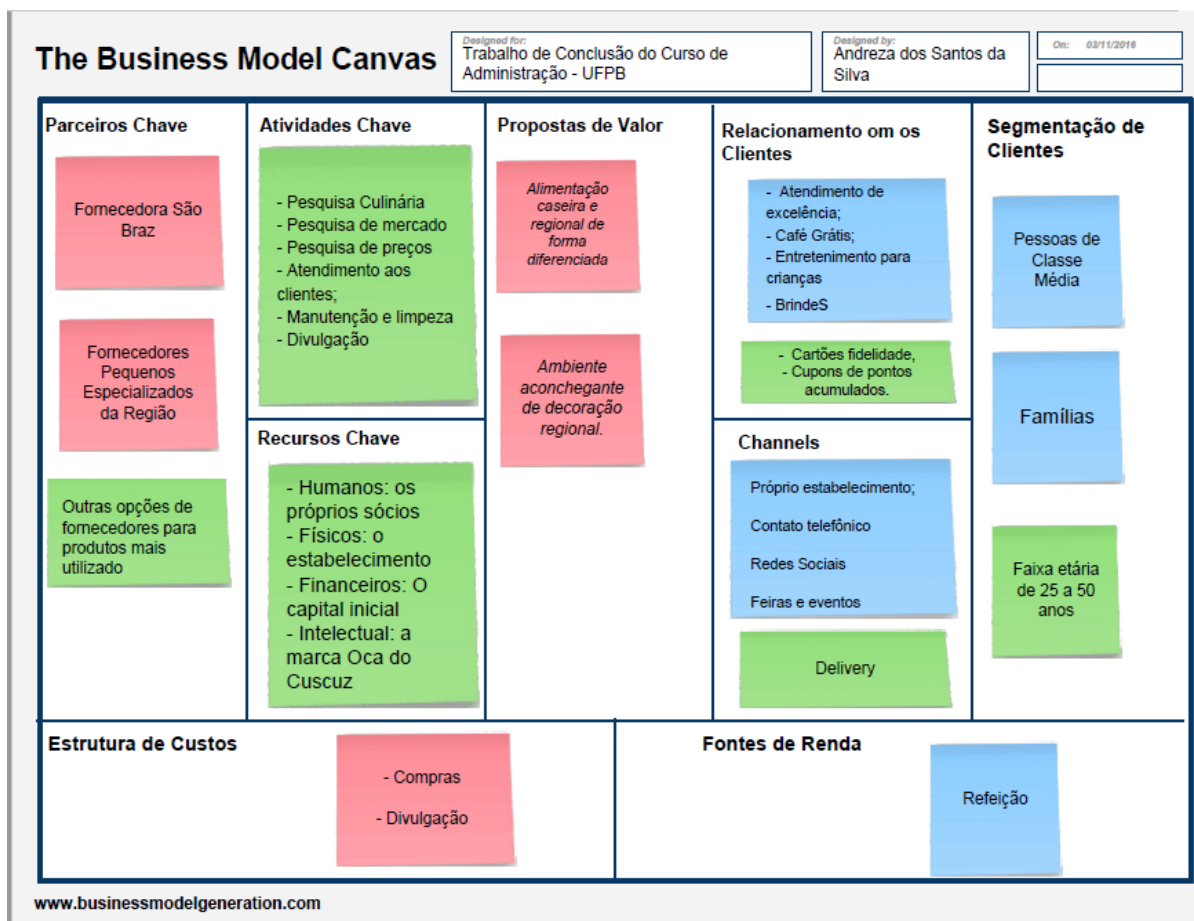 The Business Model Canvas
Designed for:
Trabalho de Conclusão do Curso de
Administração - UFPB
Designed by:
Andreza dos Santos da
Silva
On: 03/11/2016
Parceiros Chave
Fornecedora São
Braz
Fornecedores
Pequenos
Especializados
da Região
Outras opções de
fornecedores para
produtos mais
utilizado
Atividades Chave
- Pesquisa Culinária
- Pesquisa de mercado
- Pesquisa de preços
- Atendimento aos
clientes;
- Manutenção e limpeza
- Divulgação
Recursos Chave
- Humanos: os
próprios sócios
- Físicos: o
estabelecimento
- Financeiros: O
capital inicial
- Intelectual: a
marca Oca do
Cuscuz
Propostas de Valor
Alimentação
caseira e
regional de
forma
diferenciada
Ambiente
aconchegante
de decoração
regional.
Relacionamento om os
Clientes
- Atendimento de
excelência;
- Café Grátis;
- Entretenimento para
crianças
- BrindeS
- Cartões fidelidade,
- Cupons de pontos
acumulados.
Channels
Próprio estabelecimento;
Contato telefônico
Redes Sociais
Feiras e eventos
Delivery
Segmentação de
Clientes
Pessoas de
Classe
Média
Famílias
Faixa etária
de 25 a 50
anos
Estrutura de Custos
- Compras
- Divulgação
Fontes de Renda
Refeição
www.businessmodelgeneration.com